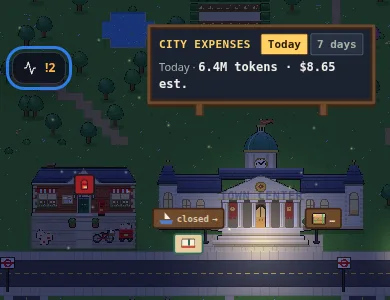 CITY EXPENSES Today 7 days
Today · 6.4M tokens · $8.65
est.
!2
closed →
…